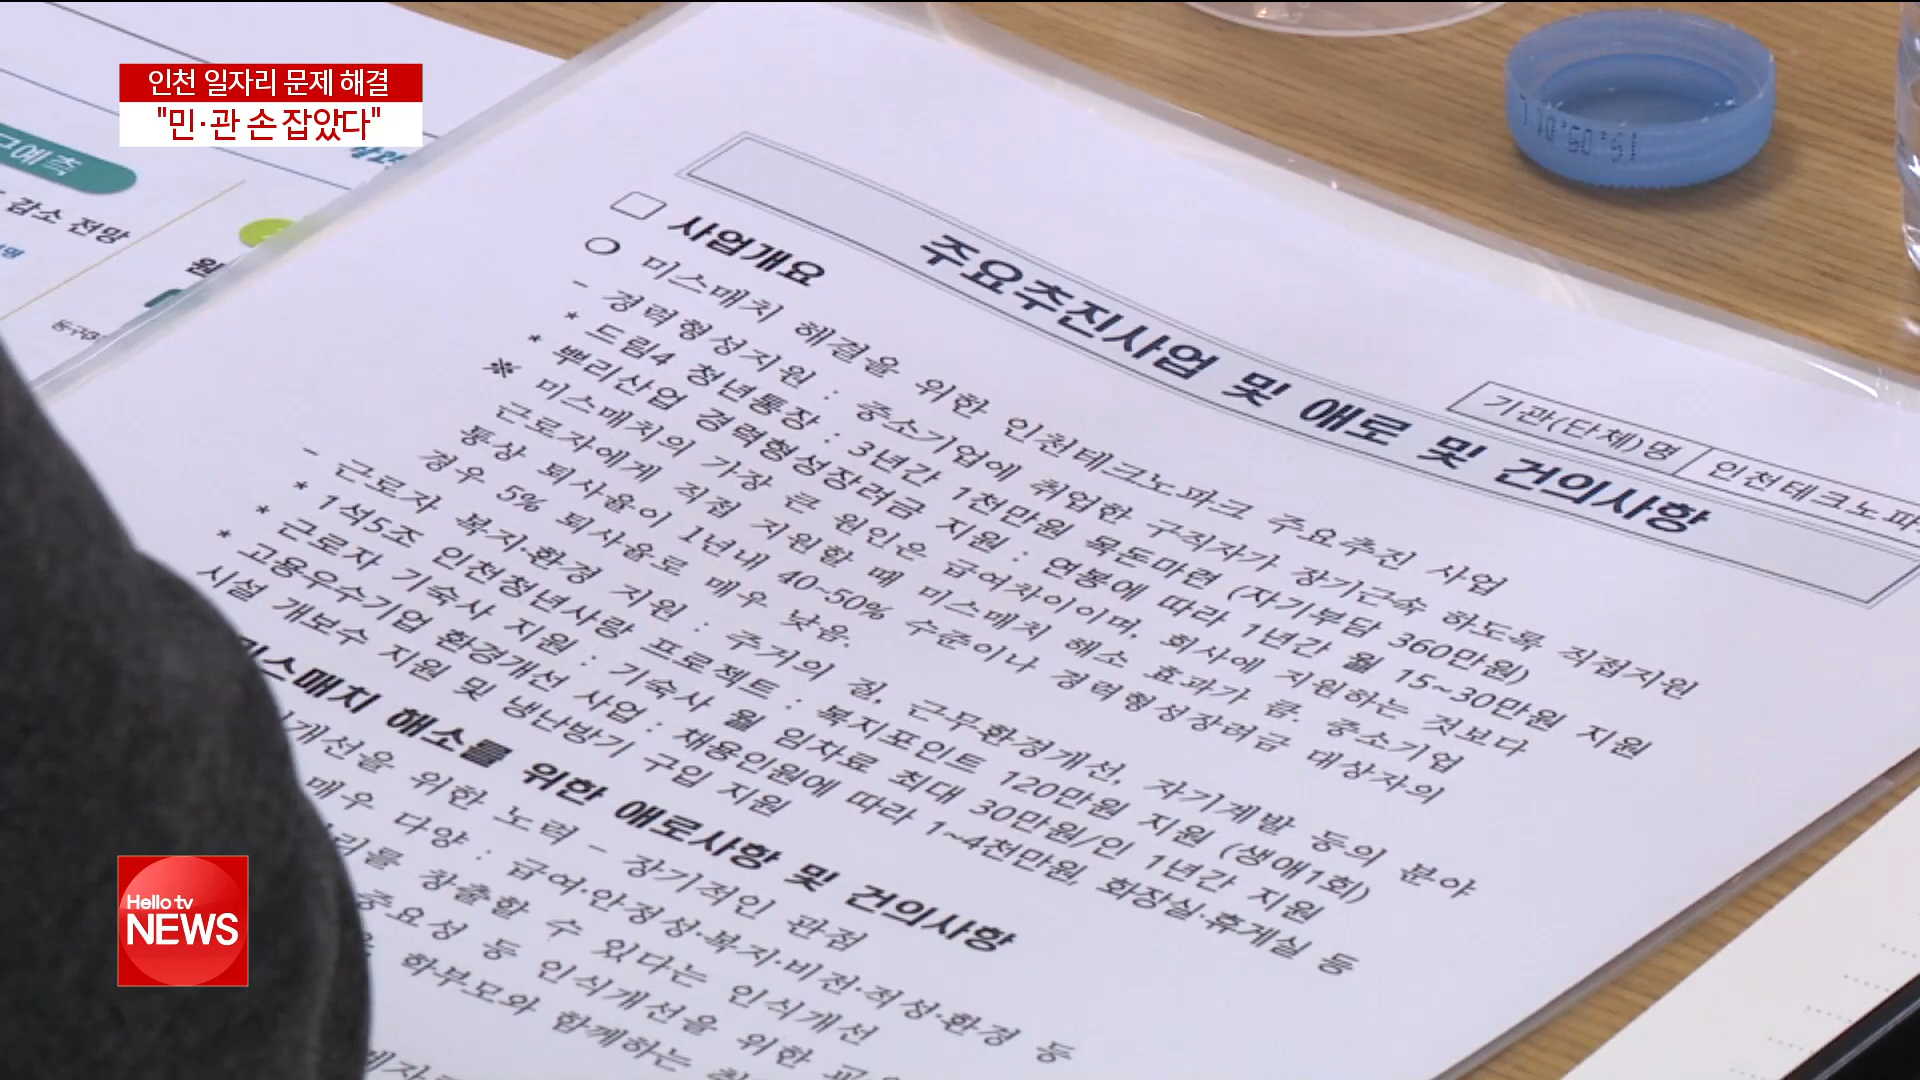 인천 일자리 문제 해결
"민·관 손 잡았다"
감소 전망
주요추진사업 및 애로 및 건의사항
기관(단체)명 인천테크노파
□ 사업개요
○ 미스매치 해결을 위한 인천테크노파크 주요추진 사업
- 경력형성지원 : 중소기업에 취업한 구직자가 장기근속 하도록 직접지원
* 드림4 청년통장 : 3년간 1천만원 목돈마련 (자기부담 360만원)
* 뿌리산업 경력형성장려금 지원 : 연봉에 따라 1년간 월 15~30만원 지원
※ 미스매치의 가장 큰 원인은 급여차이이며, 회사에 지원하는 것보다
근로자에게 직접 지원할 때 미스매치 해소 효과가 큼. 중소기업
통상 퇴사율이 1년내 40~50% 수준이나 경력형성장려금 대상자의
경우 5% 퇴사율로 매우 낮음.
- 근로자 복지·환경 지원 : 주거의 질, 근무환경개선, 자기계발 등의 분야
* 1석5조 인천청년사랑 프로젝트 : 복지포인트 120만원 지원 (생애1회)
* 근로자 기숙사 지원 : 기숙사 월 임차료 최대 30만원/인 1년간 지원
* 고용우수기업 환경개선 사업 : 채용인원에 따라 1~4천만원, 화장실·휴게실 등
시설 개보수 지원 및 냉난방기 구입 지원
미스매치 해소를 위한 애로사항 및 건의사항
개선을 위한 노력 - 장기적인 관점
매우 다양 : 급여·안정성·복지·비전·적성·환경 등
리를 창출할 수 있다는 인식개선
중요성 등 인식개선을 위한
학부모와 함께하는
Hello tv
NEWS